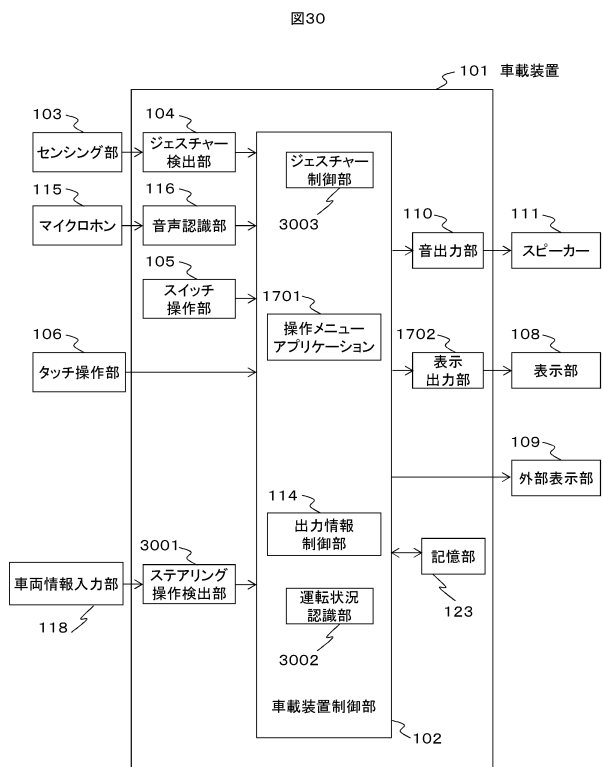 図30
101 車載装置
103
センシング部
104
ジェスチャー
検出部
ジェスチャー
制御部
3003
115
マイクロホン
116
音声認識部
110
音出力部
111
スピーカー
105
スイッチ
操作部
1701
操作メニュー
アプリケーション
106
タッチ操作部
1702
表示
出力部
108
表示部
109
外部表示部
114
出力情報
制御部
記憶部
123
3001
ステアリング
操作検出部
車両情報入力部
118
運転状況
認識部
3002
車載装置制御部
102